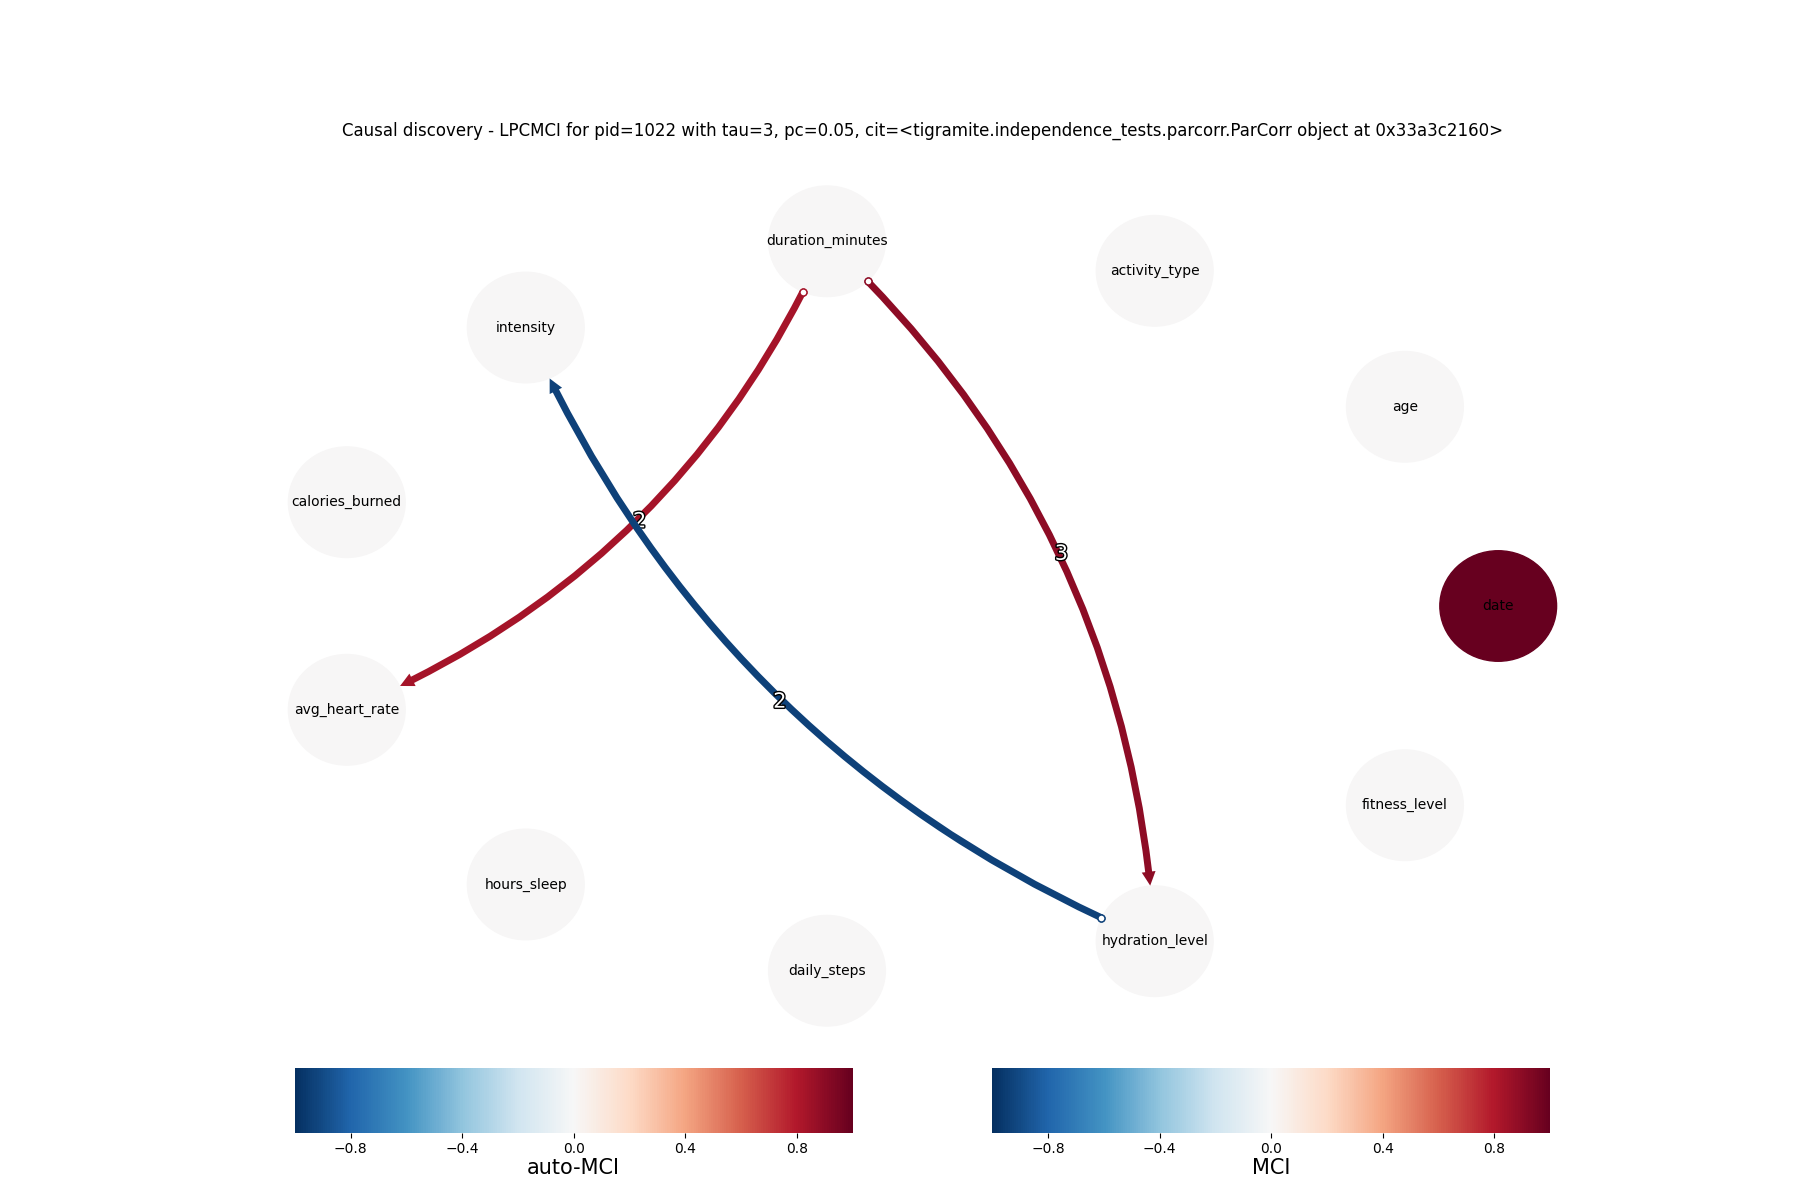 Causal discovery - LPCMCI for pid=1022 with tau=3, pc=0.05, cit=<tigramite.independence_tests.parcorr.ParCorr object at 0x33a3c2160>
duration_minutes
activity_type
intensity
age
calories_burned
2
3
date
2
avg_heart_rate
fitness_level
hours_sleep
hydration_level
daily_steps
−0.8 −0.4 0.0 0.4 0.8
auto-MCI
−0.8 −0.4 0.0 0.4 0.8
MCI